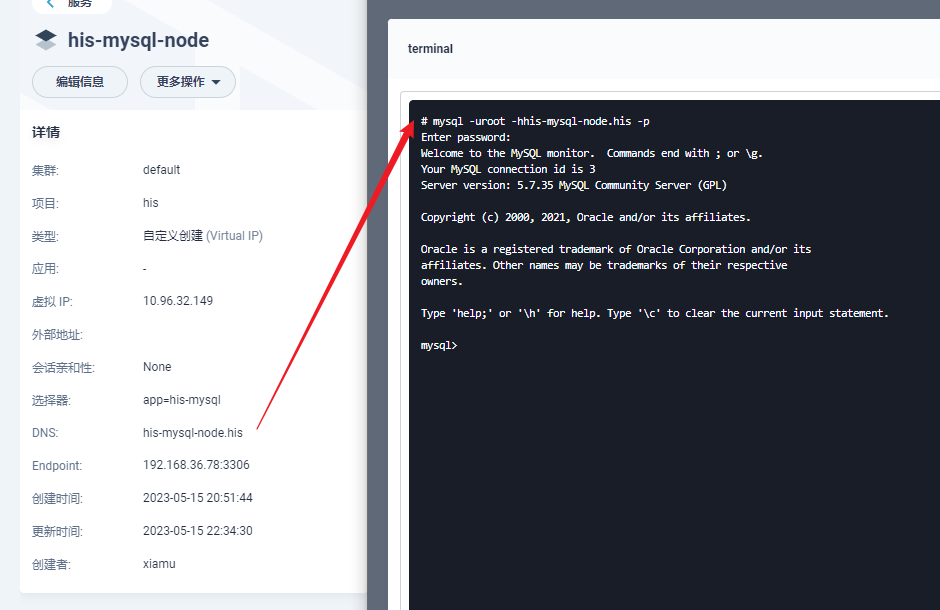 服务
his-mysql-node
编辑信息
更多操作
详情
集群: default
项目: his
类型: 自定义创建 (Virtual IP)
应用: -
虚拟 IP: 10.96.32.149
外部地址:
会话亲和性: None
选择器: app=his-mysql
DNS: his-mysql-node.his
Endpoint: 192.168.36.78:3306
创建时间: 2023-05-15 20:51:44
更新时间: 2023-05-15 22:34:30
创建者: xiamu
terminal
# mysql -uroot -hhis-mysql-node.his -p
Enter password:
Welcome to the MySQL monitor.  Commands end with ; or \g.
Your MySQL connection id is 3
Server version: 5.7.35 MySQL Community Server (GPL)
Copyright (c) 2000, 2021, Oracle and/or its affiliates.
Oracle is a registered trademark of Oracle Corporation and/or its
affiliates. Other names may be trademarks of their respective
owners.
Type 'help;' or '\h' for help. Type '\c' to clear the current input statement.
mysql>